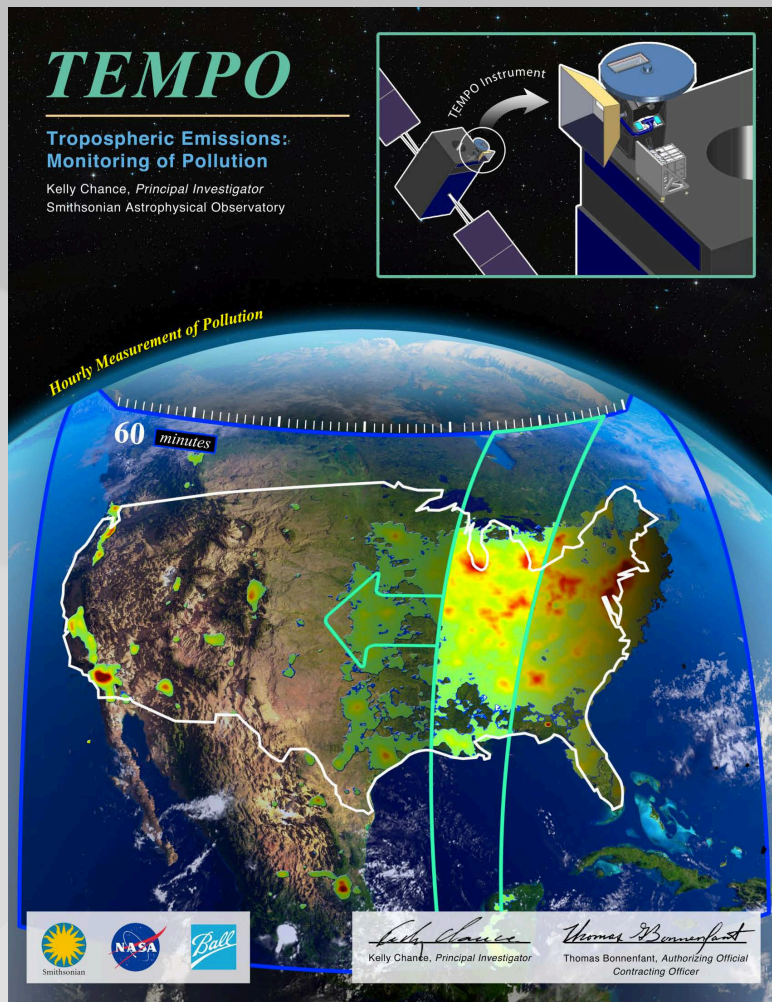 TEMPO
Tropospheric Emissions:
Monitoring of Pollution
Kelly Chance, Principal Investigator
Smithsonian Astrophysical Observatory
TEMPO Instrument
Hourly Measurement of Pollution
60 minutes
Smithsonian
NASA
Ball
Kelly Chance
Kelly Chance, Principal Investigator
Thomas G Bonnenfant
Thomas Bonnenfant, Authorizing Official
Contracting Officer